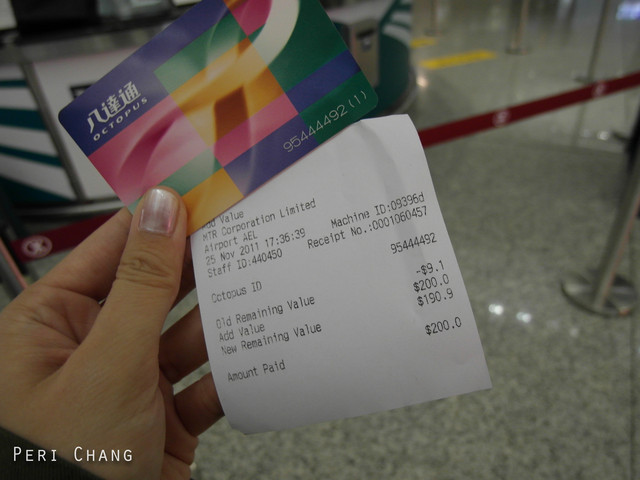 八達通
OCTOPUS
95444492 (1)
Add Value
MTR Corporation Limited
Airport AEL Machine ID:09396d
25 Nov 2011 17:36:39 Receipt No.:0001060457
Staff ID:440450
Octopus ID 95444492
Old Remaining Value -$9.1
Add Value $200.0
New Remaining Value $190.9
Amount Paid $200.0
PERI CHANG